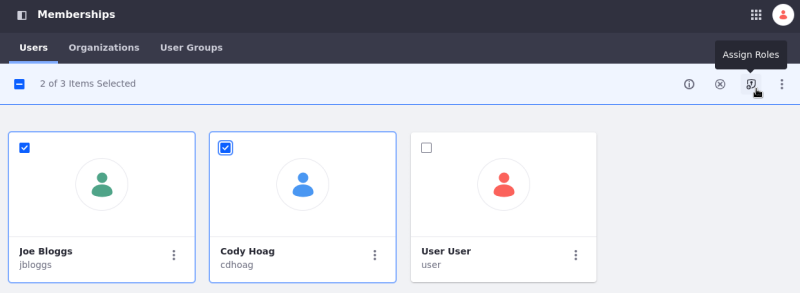 Memberships
Users Organizations User Groups
Assign Roles
2 of 3 Items Selected
Joe Bloggs
jbloggs
Cody Hoag
cdhoag
User User
user